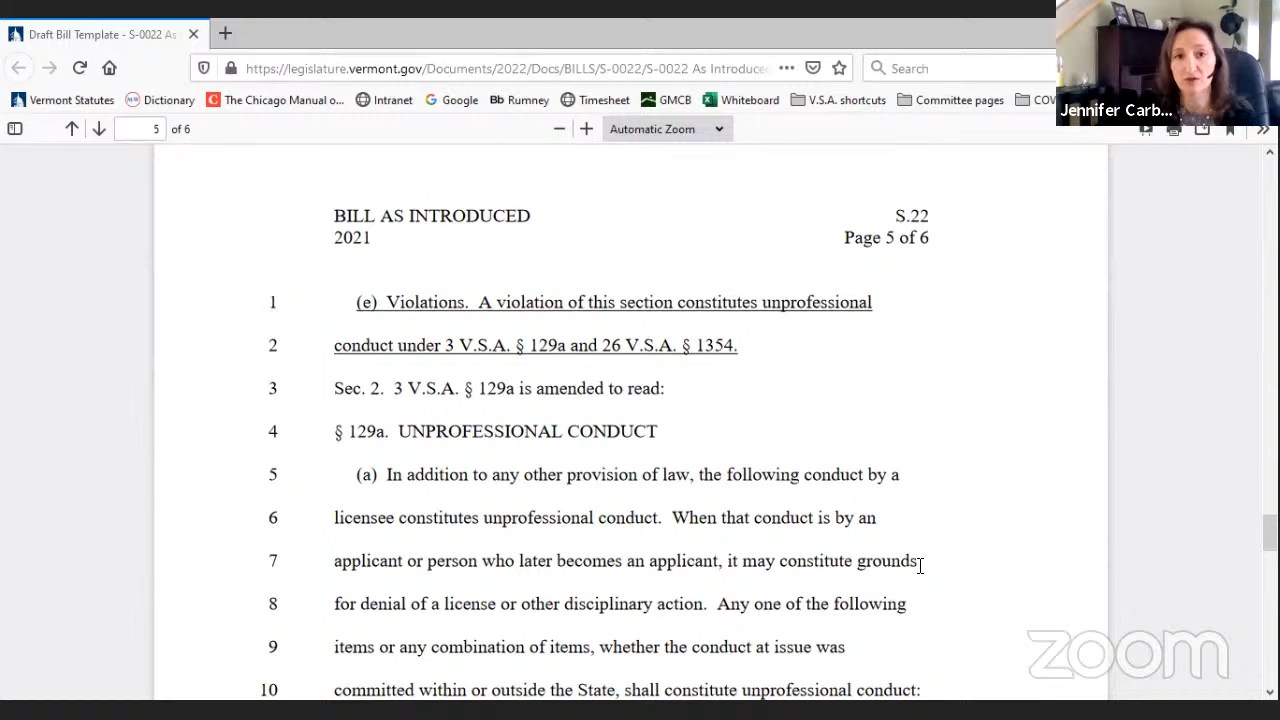 Draft Bill Template - S-0022 As
https://legislature.vermont.gov/Documents/2022/Docs/BILLS/S-0022/S-0022 As Introduce
Search
Vermont Statutes Dictionary The Chicago Manual o... Intranet Google Bb Rumney Timesheet GMCB Whiteboard V.S.A. shortcuts Committee pages COV
Jennifer Carb...
5 of 6 Automatic Zoom
BILL AS INTRODUCED S.22
2021 Page 5 of 6
1 (e) Violations. A violation of this section constitutes unprofessional
2 conduct under 3 V.S.A. § 129a and 26 V.S.A. § 1354.
3 Sec. 2. 3 V.S.A. § 129a is amended to read:
4 § 129a. UNPROFESSIONAL CONDUCT
5 (a) In addition to any other provision of law, the following conduct by a
6 licensee constitutes unprofessional conduct. When that conduct is by an
7 applicant or person who later becomes an applicant, it may constitute grounds
8 for denial of a license or other disciplinary action. Any one of the following
9 items or any combination of items, whether the conduct at issue was
10 committed within or outside the State, shall constitute unprofessional conduct:
zoom